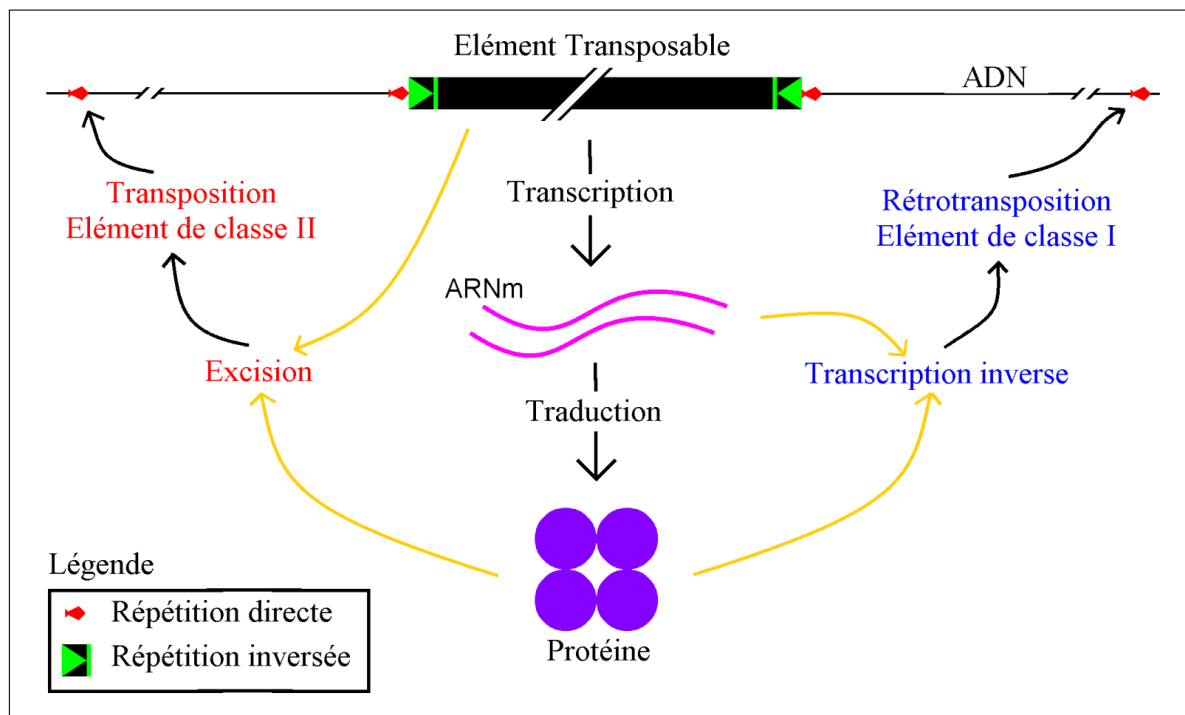 Elément Transposable
ADN
Transcription
Transposition
Elément de classe II
Rétrotransposition
Elément de classe I
ARNm
Excision
Transcription inverse
Traduction
Protéine
Légende
Répétition directe
Répétition inversée